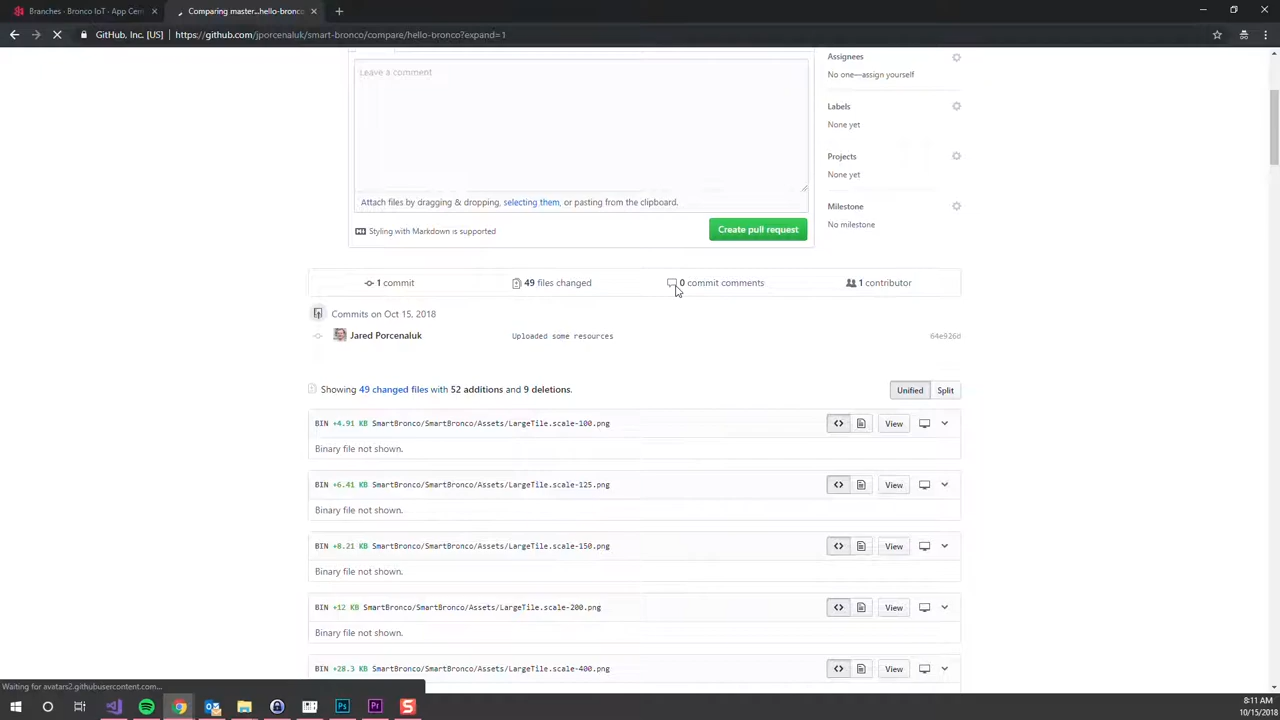 Branches · Bronco IoT · App Cen
Comparing master...hello-bronco
GitHub, Inc. [US] | https://github.com/jporcenaluk/smart-bronco/compare/hello-bronco?expand=1
Leave a comment
Attach files by dragging & dropping, selecting them, or pasting from the clipboard.
Styling with Markdown is supported
Create pull request
Assignees
No one—assign yourself
Labels
None yet
Projects
None yet
Milestone
No milestone
1 commit
49 files changed
0 commit comments
1 contributor
Commits on Oct 15, 2018
Jared Porcenaluk Uploaded some resources 64e926d
Showing 49 changed files with 52 additions and 9 deletions.
Unified Split
BIN +4.91 KB SmartBronco/SmartBronco/Assets/LargeTile.scale-100.png
View
Binary file not shown.
BIN +6.41 KB SmartBronco/SmartBronco/Assets/LargeTile.scale-125.png
View
Binary file not shown.
BIN +8.21 KB SmartBronco/SmartBronco/Assets/LargeTile.scale-150.png
View
Binary file not shown.
BIN +12 KB SmartBronco/SmartBronco/Assets/LargeTile.scale-200.png
View
Binary file not shown.
BIN +28.3 KB SmartBronco/SmartBronco/Assets/LargeTile.scale-400.png
View
Waiting for avatars2.githubusercontent.com...
8:11 AM
10/15/2018